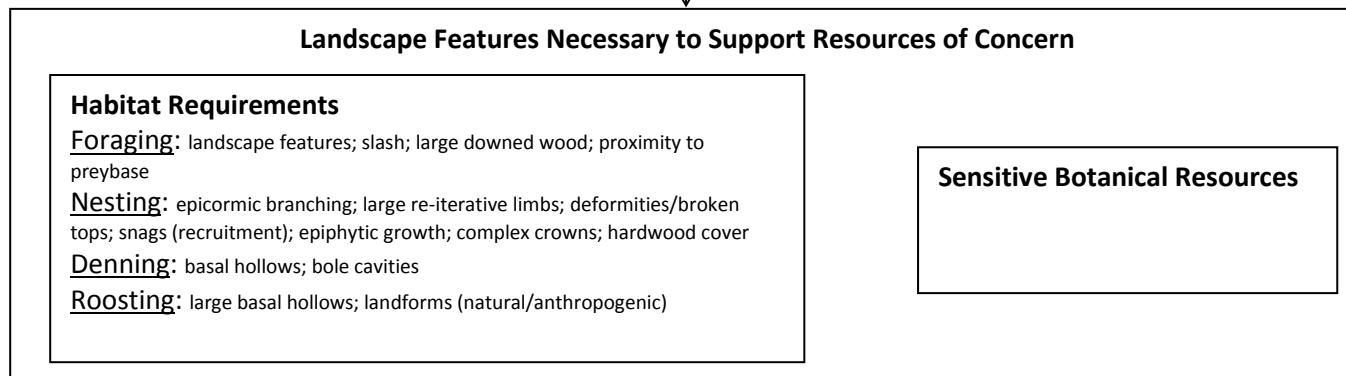 Landscape Features Necessary to Support Resources of Concern
Habitat Requirements
Foraging: landscape features; slash; large downed wood; proximity to
preybase
Nesting: epicormic branching; large re-iterative limbs; deformities/broken
tops; snags (recruitment); epiphytic growth; complex crowns; hardwood cover
Denning: basal hollows; bole cavities
Roosting: large basal hollows; landforms (natural/anthropogenic)
Sensitive Botanical Resources